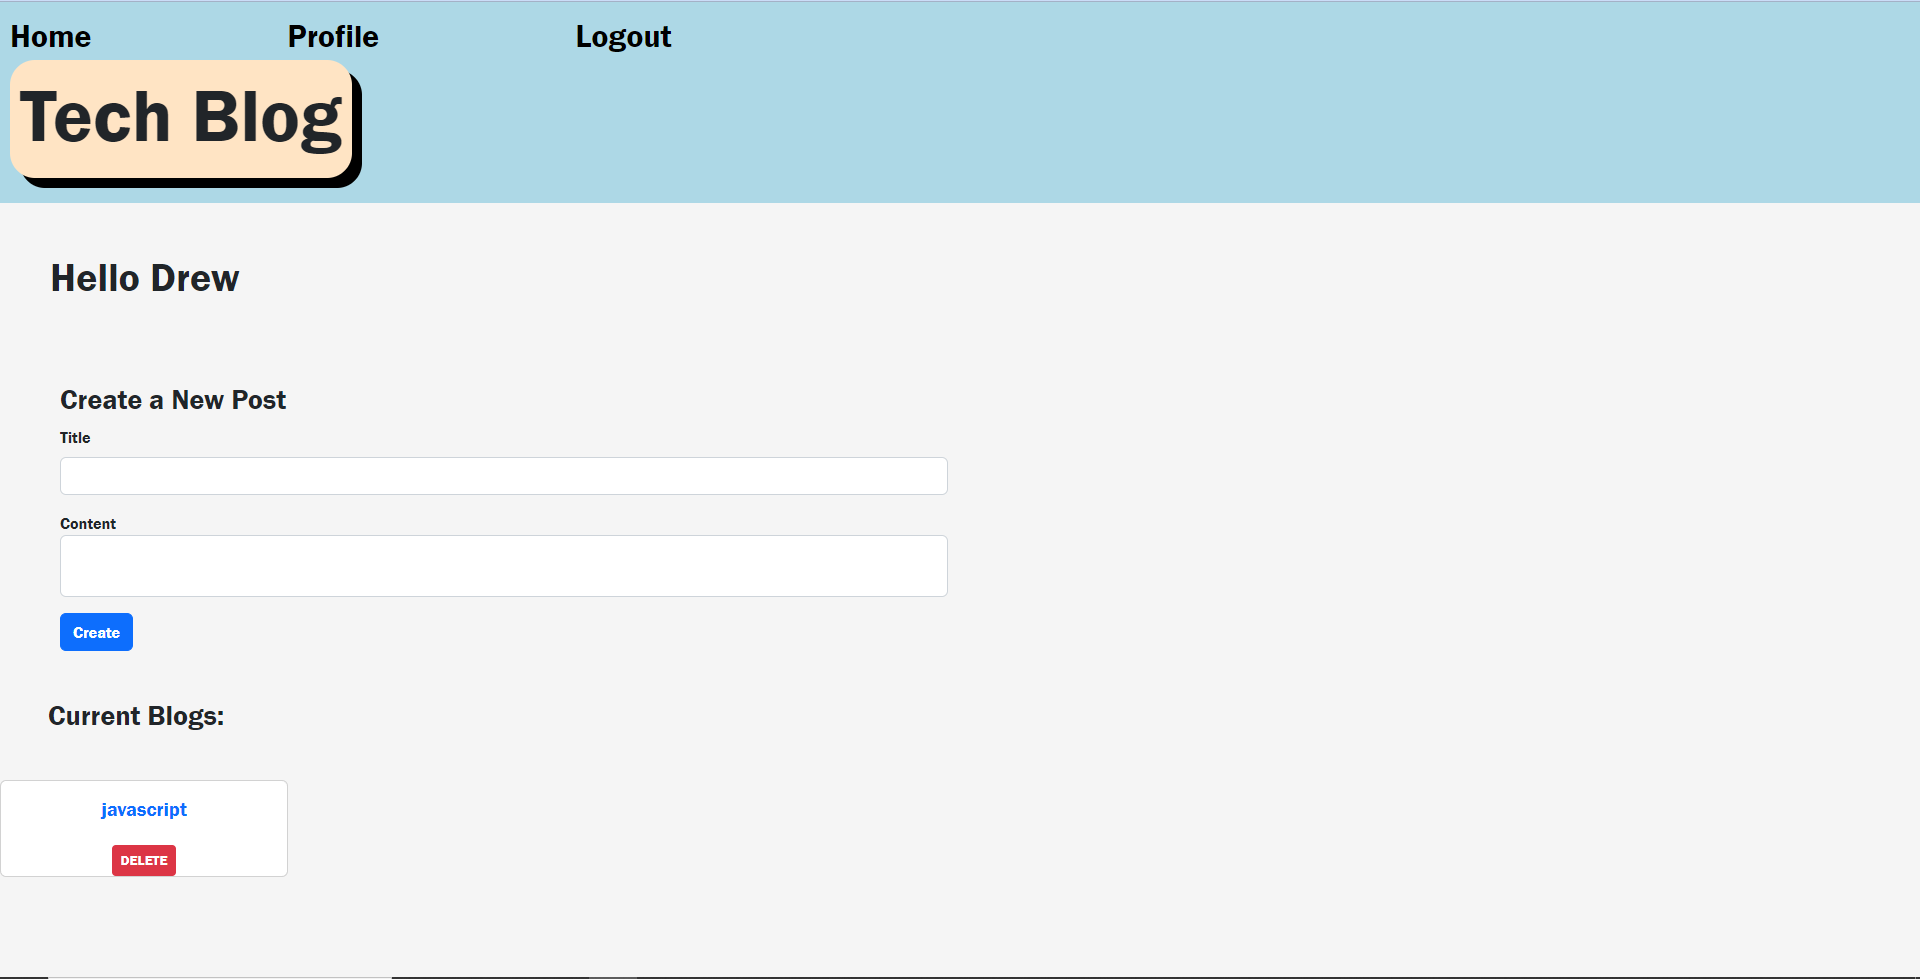 Home Profile Logout
Tech Blog
Hello Drew
Create a New Post
Title
Content
Create
Current Blogs:
javascript
DELETE